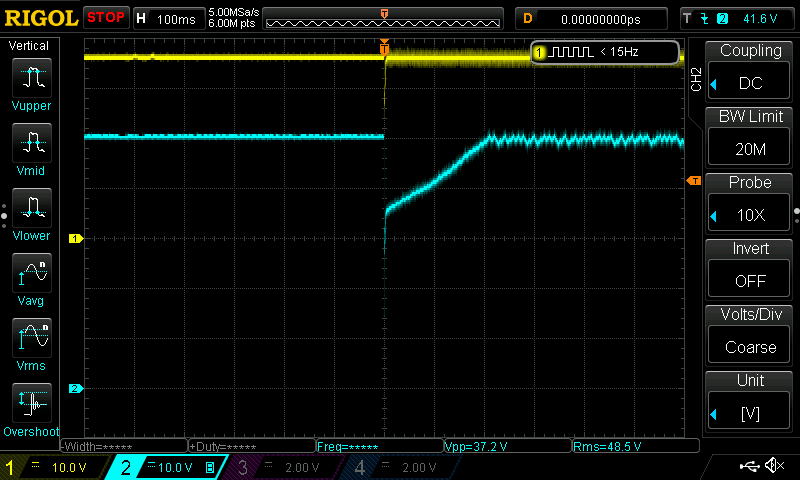 RIGOL STOP H 100ms 5.00MSa/s 6.00M pts T D 0.00000000ps T 2 41.6 V
Vertical
Vupper
Vmid
Vlower
Vavg
Vrms
Overshoot
1 < 15Hz
T
1
2
CH2
Coupling
DC
BW Limit
20M
Probe
10X
Invert
OFF
Volts/Div
Coarse
Unit
[V]
-Width=***** +Duty=***** Freq=***** Vpp=37.2 V Rms=48.5 V
1 10.0 V 2 10.0 V B 3 2.00 V 4 2.00 V